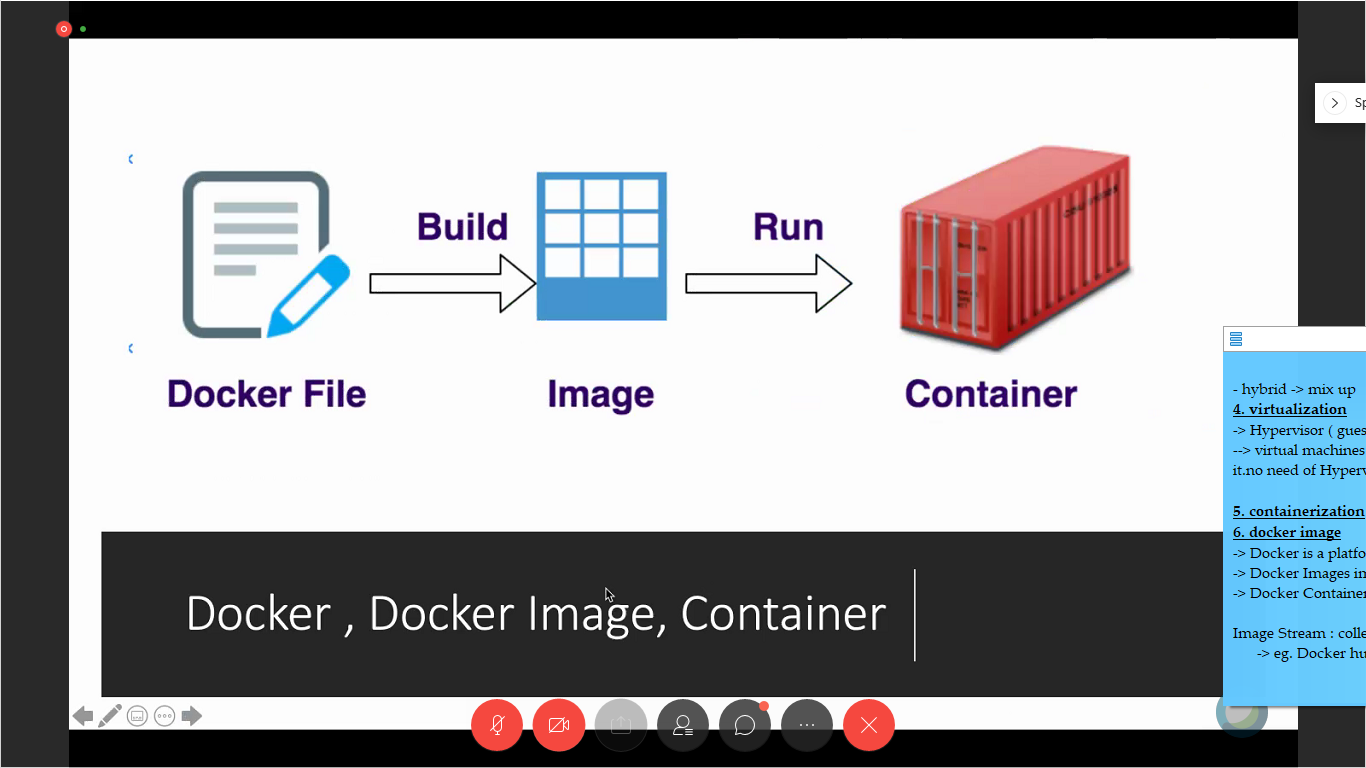 Build
Run
Docker File
Image
Container
Docker , Docker Image, Container
- hybrid -> mix up
4. virtualization
-> Hypervisor ( gues
--> virtual machines
it.no need of Hyperv
5. containerization
6. docker image
-> Docker is a platfo
-> Docker Images im
-> Docker Container
Image Stream : colle
-> eg. Docker hu
Sp